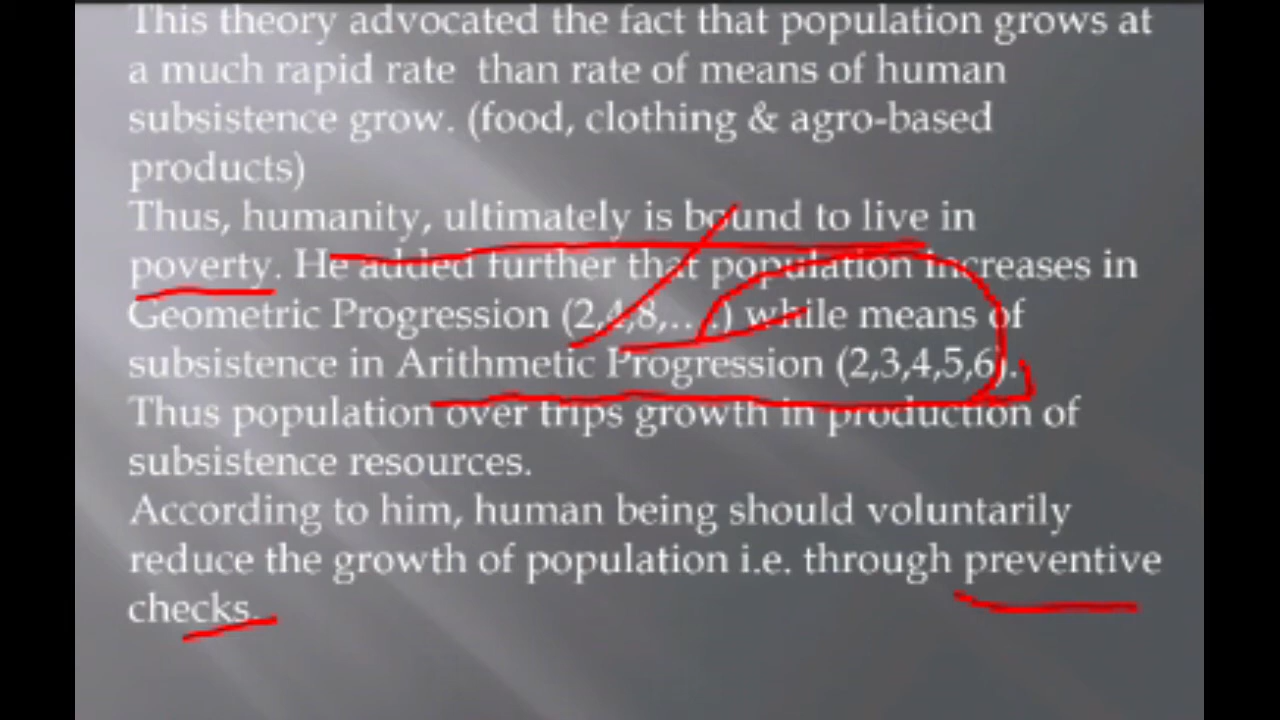 This theory advocated the fact that population grows at
a much rapid rate than rate of means of human
subsistence grow. (food, clothing & agro-based
products)
Thus, humanity, ultimately is bound to live in
poverty. He added further that population increases in
Geometric Progression (2,4,8,....) while means of
subsistence in Arithmetic Progression (2,3,4,5,6).
Thus population over trips growth in production of
subsistence resources.
According to him, human being should voluntarily
reduce the growth of population i.e. through preventive
checks.